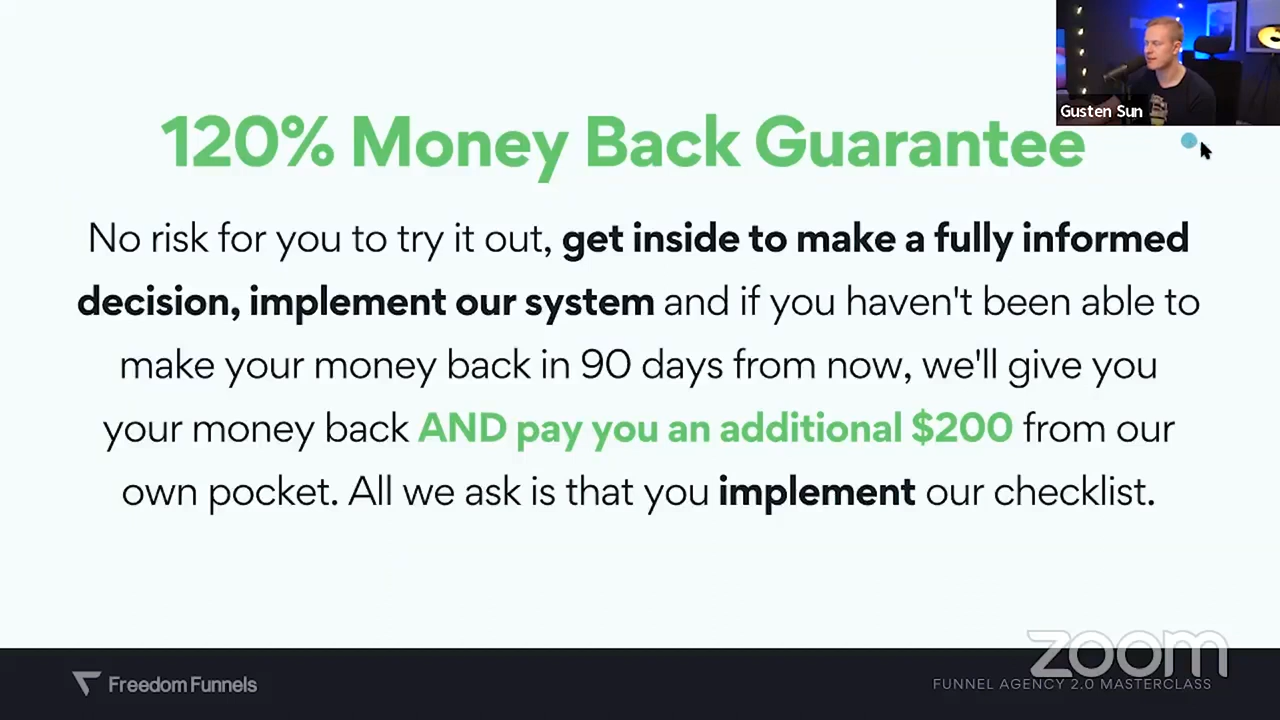 Gusten Sun
120% Money Back Guarantee
No risk for you to try it out, get inside to make a fully informed
decision, implement our system and if you haven't been able to
make your money back in 90 days from now, we'll give you
your money back AND pay you an additional $200 from our
own pocket. All we ask is that you implement our checklist.
zoom
Freedom Funnels
FUNNEL AGENCY 2.0 MASTERCLASS